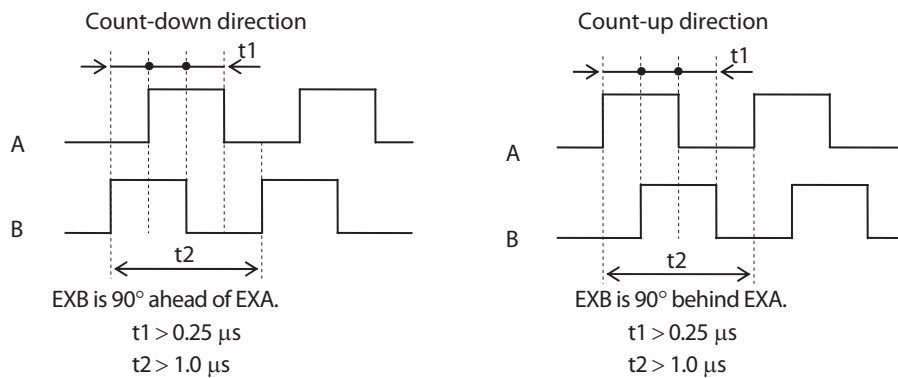 Count-down direction
t1
A
B
t2
EXB is 90° ahead of EXA.
t1 > 0.25 μs
t2 > 1.0 μs
Count-up direction
t1
A
B
t2
EXB is 90° behind EXA.
t1 > 0.25 μs
t2 > 1.0 μs